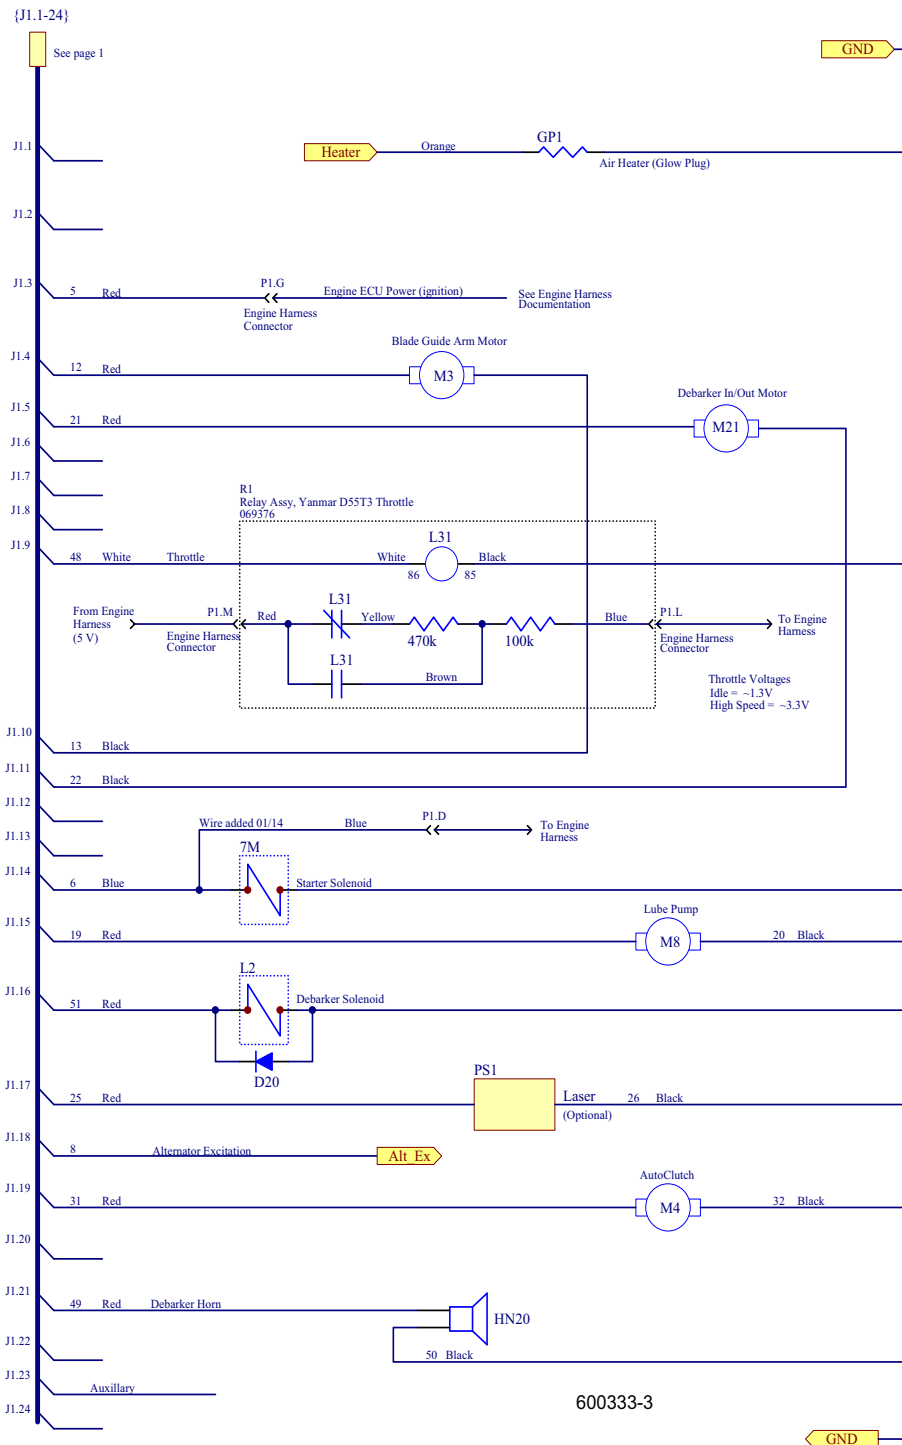 {J1.1-24}
See page 1
GND
J1.1
Heater
Orange
GP1
Air Heater (Glow Plug)
J1.2
J1.3
5
Red
P1.G
Engine ECU Power (ignition)
See Engine Harness
Documentation
Engine Harness
Connector
J1.4
12
Red
Blade Guide Arm Motor
M3
J1.5
21
Red
Debarker In/Out Motor
M21
J1.6
J1.7
J1.8
R1
Relay Assy, Yanmar D55T3 Throttle
069376
J1.9
48
White
Throttle
White
86
L31
85
Black
From Engine
Harness
(5 V)
P1.M
Engine Harness
Connector
Red
L31
Yellow
470k
100k
Blue
P1.L
Engine Harness
Connector
To Engine
Harness
L31
Brown
Throttle Voltages
Idle = ~1.3V
High Speed = ~3.3V
J1.10
13
Black
J1.11
22
Black
J1.12
J1.13
Wire added 01/14
Blue
P1.D
To Engine
Harness
J1.14
6
Blue
7M
Starter Solenoid
J1.15
19
Red
Lube Pump
M8
20
Black
J1.16
51
Red
L2
Debarker Solenoid
D20
J1.17
25
Red
PS1
Laser
(Optional)
26
Black
J1.18
8
Alternator Excitation
Alt_Ex
J1.19
31
Red
AutoClutch
M4
32
Black
J1.20
J1.21
49
Red
Debarker Horn
HN20
J1.22
50
Black
J1.23
Auxillary
J1.24
600333-3
GND